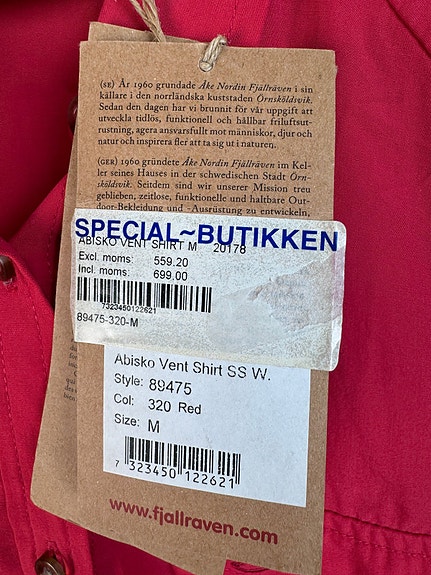 (SE) År 1960 grundade Åke Nordin Fjällräven i sin
källare i den norrländska kuststaden Örnsköldsvik.
Sedan den dagen har vi brunnit för vår uppgift att
utveckla tidlös, funktionell och hållbar friluftsut-
rustning, agera ansvarsfullt mot människor, djur och
natur och inspirera fler att ta sig ut i naturen.
(GER) 1960 gründete Åke Nordin Fjällräven im Kel-
ler seines Hauses in der schwedischen Stadt Örn-
sköldsvik. Seitdem sind wir unserer Mission treu
geblieben, zeitlose, funktionelle und haltbare Out-
door-Bekleidung und -Ausrüstung zu entwickeln,
SPECIAL~BUTIKKEN
ABISKO VENT SHIRT M 20178
Excl. moms: 559.20
Incl. moms: 699.00
7323450122621
89475-320-M
Abisko Vent Shirt SS W.
Style: 89475
Col: 320 Red
Size: M
7 323450 122621
www.fjallraven.com